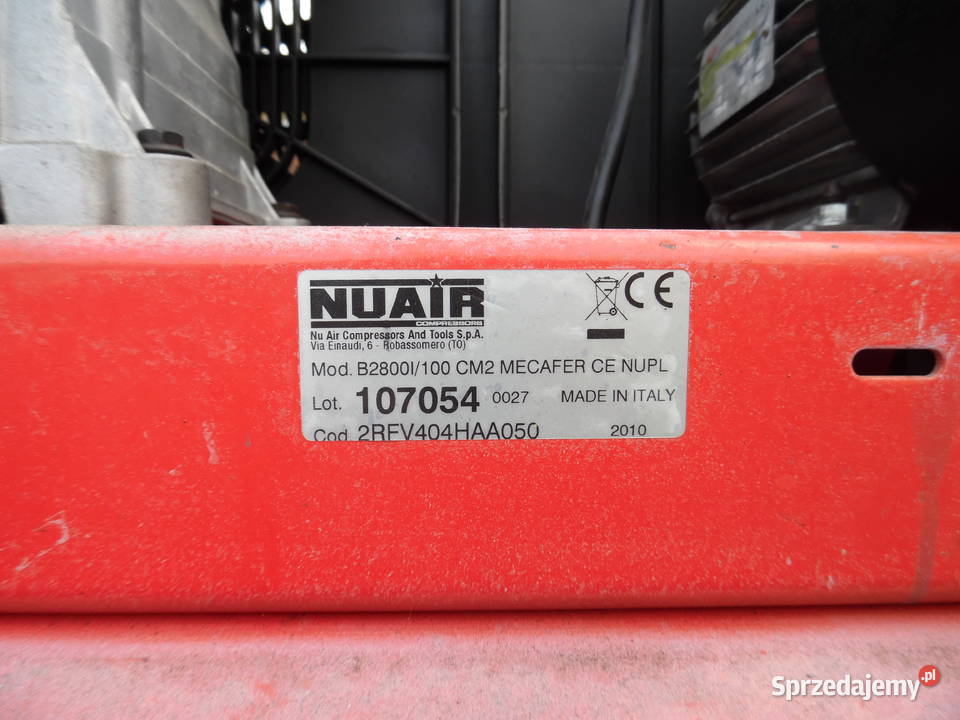 NUAIR
COMPRESSORS
Nu Air Compressors And Tools S.p.A.
Via Einaudi, 6 - Robassomero (TO)
CE
Mod. B2800I/100 CM2 MECAFER CE NUPL
Lot. 107054 0027 MADE IN ITALY
Cod. 2RFV404HAA050 2010
Sprzedajemy.pl